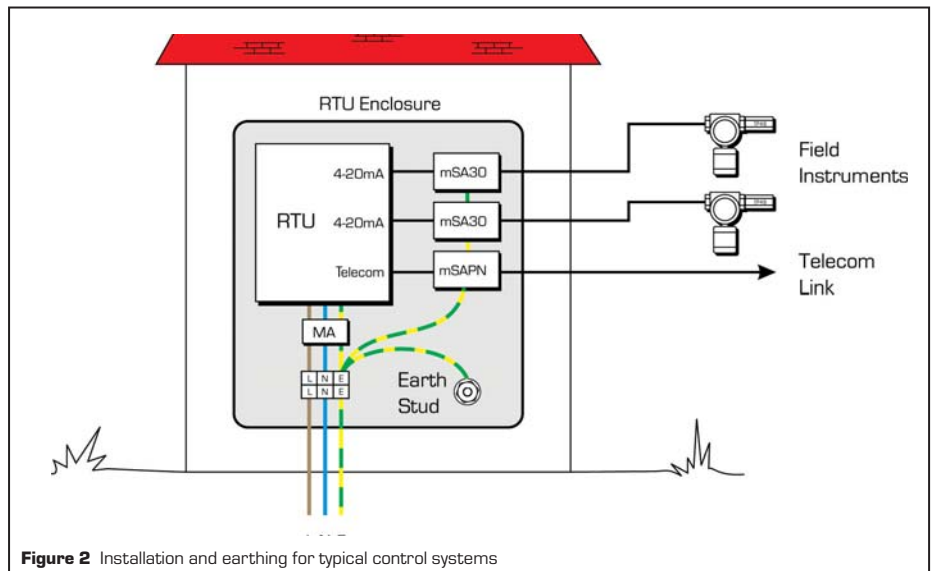 RTU Enclosure
4-20mA
mSA30
Field
Instruments
RTU
4-20mA
mSA30
Telecom
mSAPN
Telecom
Link
MA
L N E
L N E
Earth
Stud
Figure 2 Installation and earthing for typical control systems